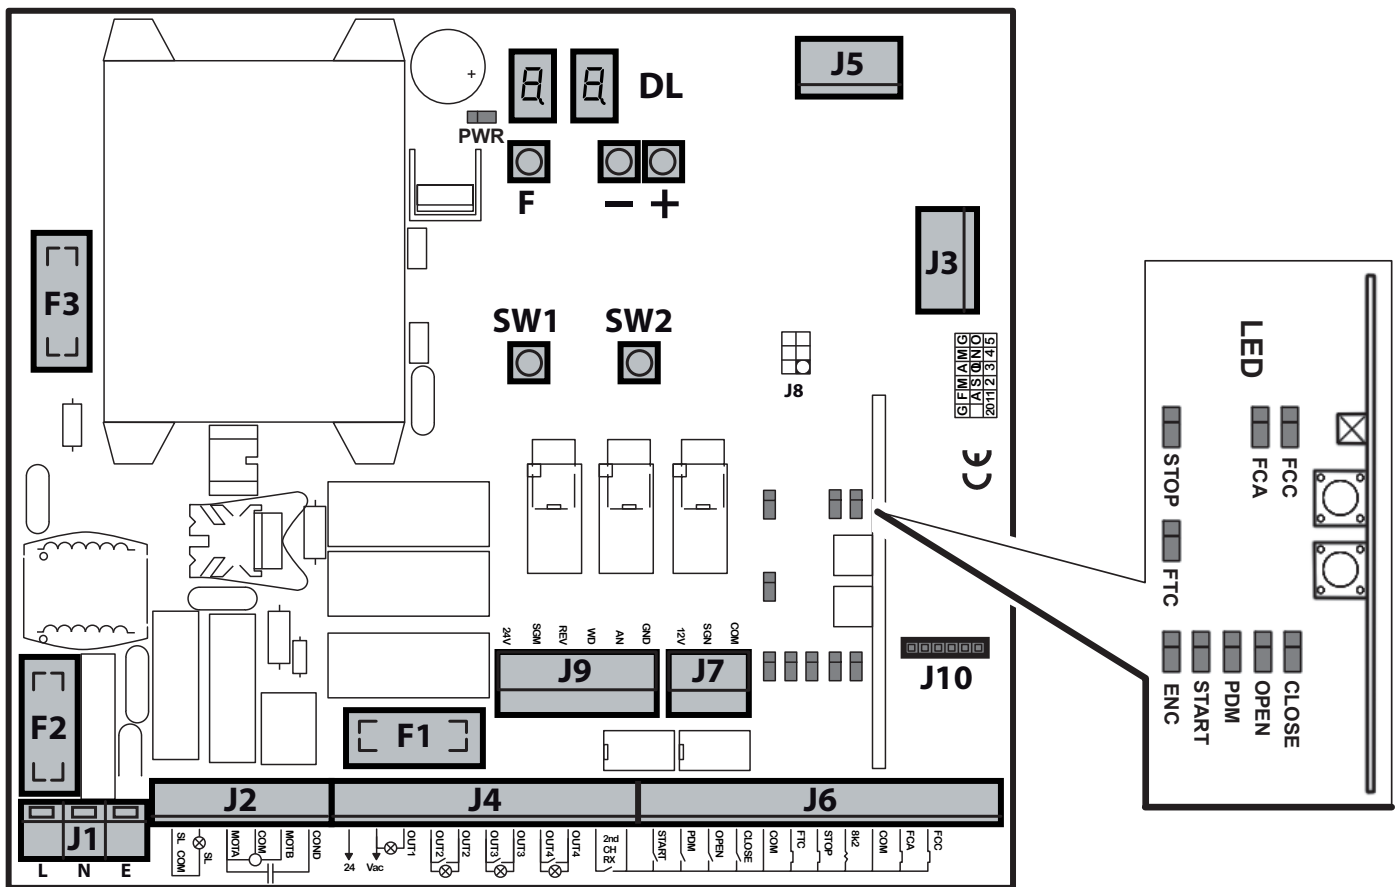 DL
J5
PWR
F
− +
F3
J3
SW1 SW2
J8
G F M A M G
A S O N O
2011 2 3 4 5
CE
LED
STOP
FCA
FCC
FTC
ENC
START
PDM
OPEN
CLOSE
24V SGM REV WD AN GND
12V SGN COM
J9
J7
J10
F2
F1
J2
J4
J6
J1
L N E
SL COM SL
MOTA COM MOTB COND
24 Vac OUT1 OUT2 OUT2 OUT3 OUT3 OUT4 OUT4
2nd
CH
RX
START PDM OPEN CLOSE COM FTC STOP 8k2 COM FCA FCC